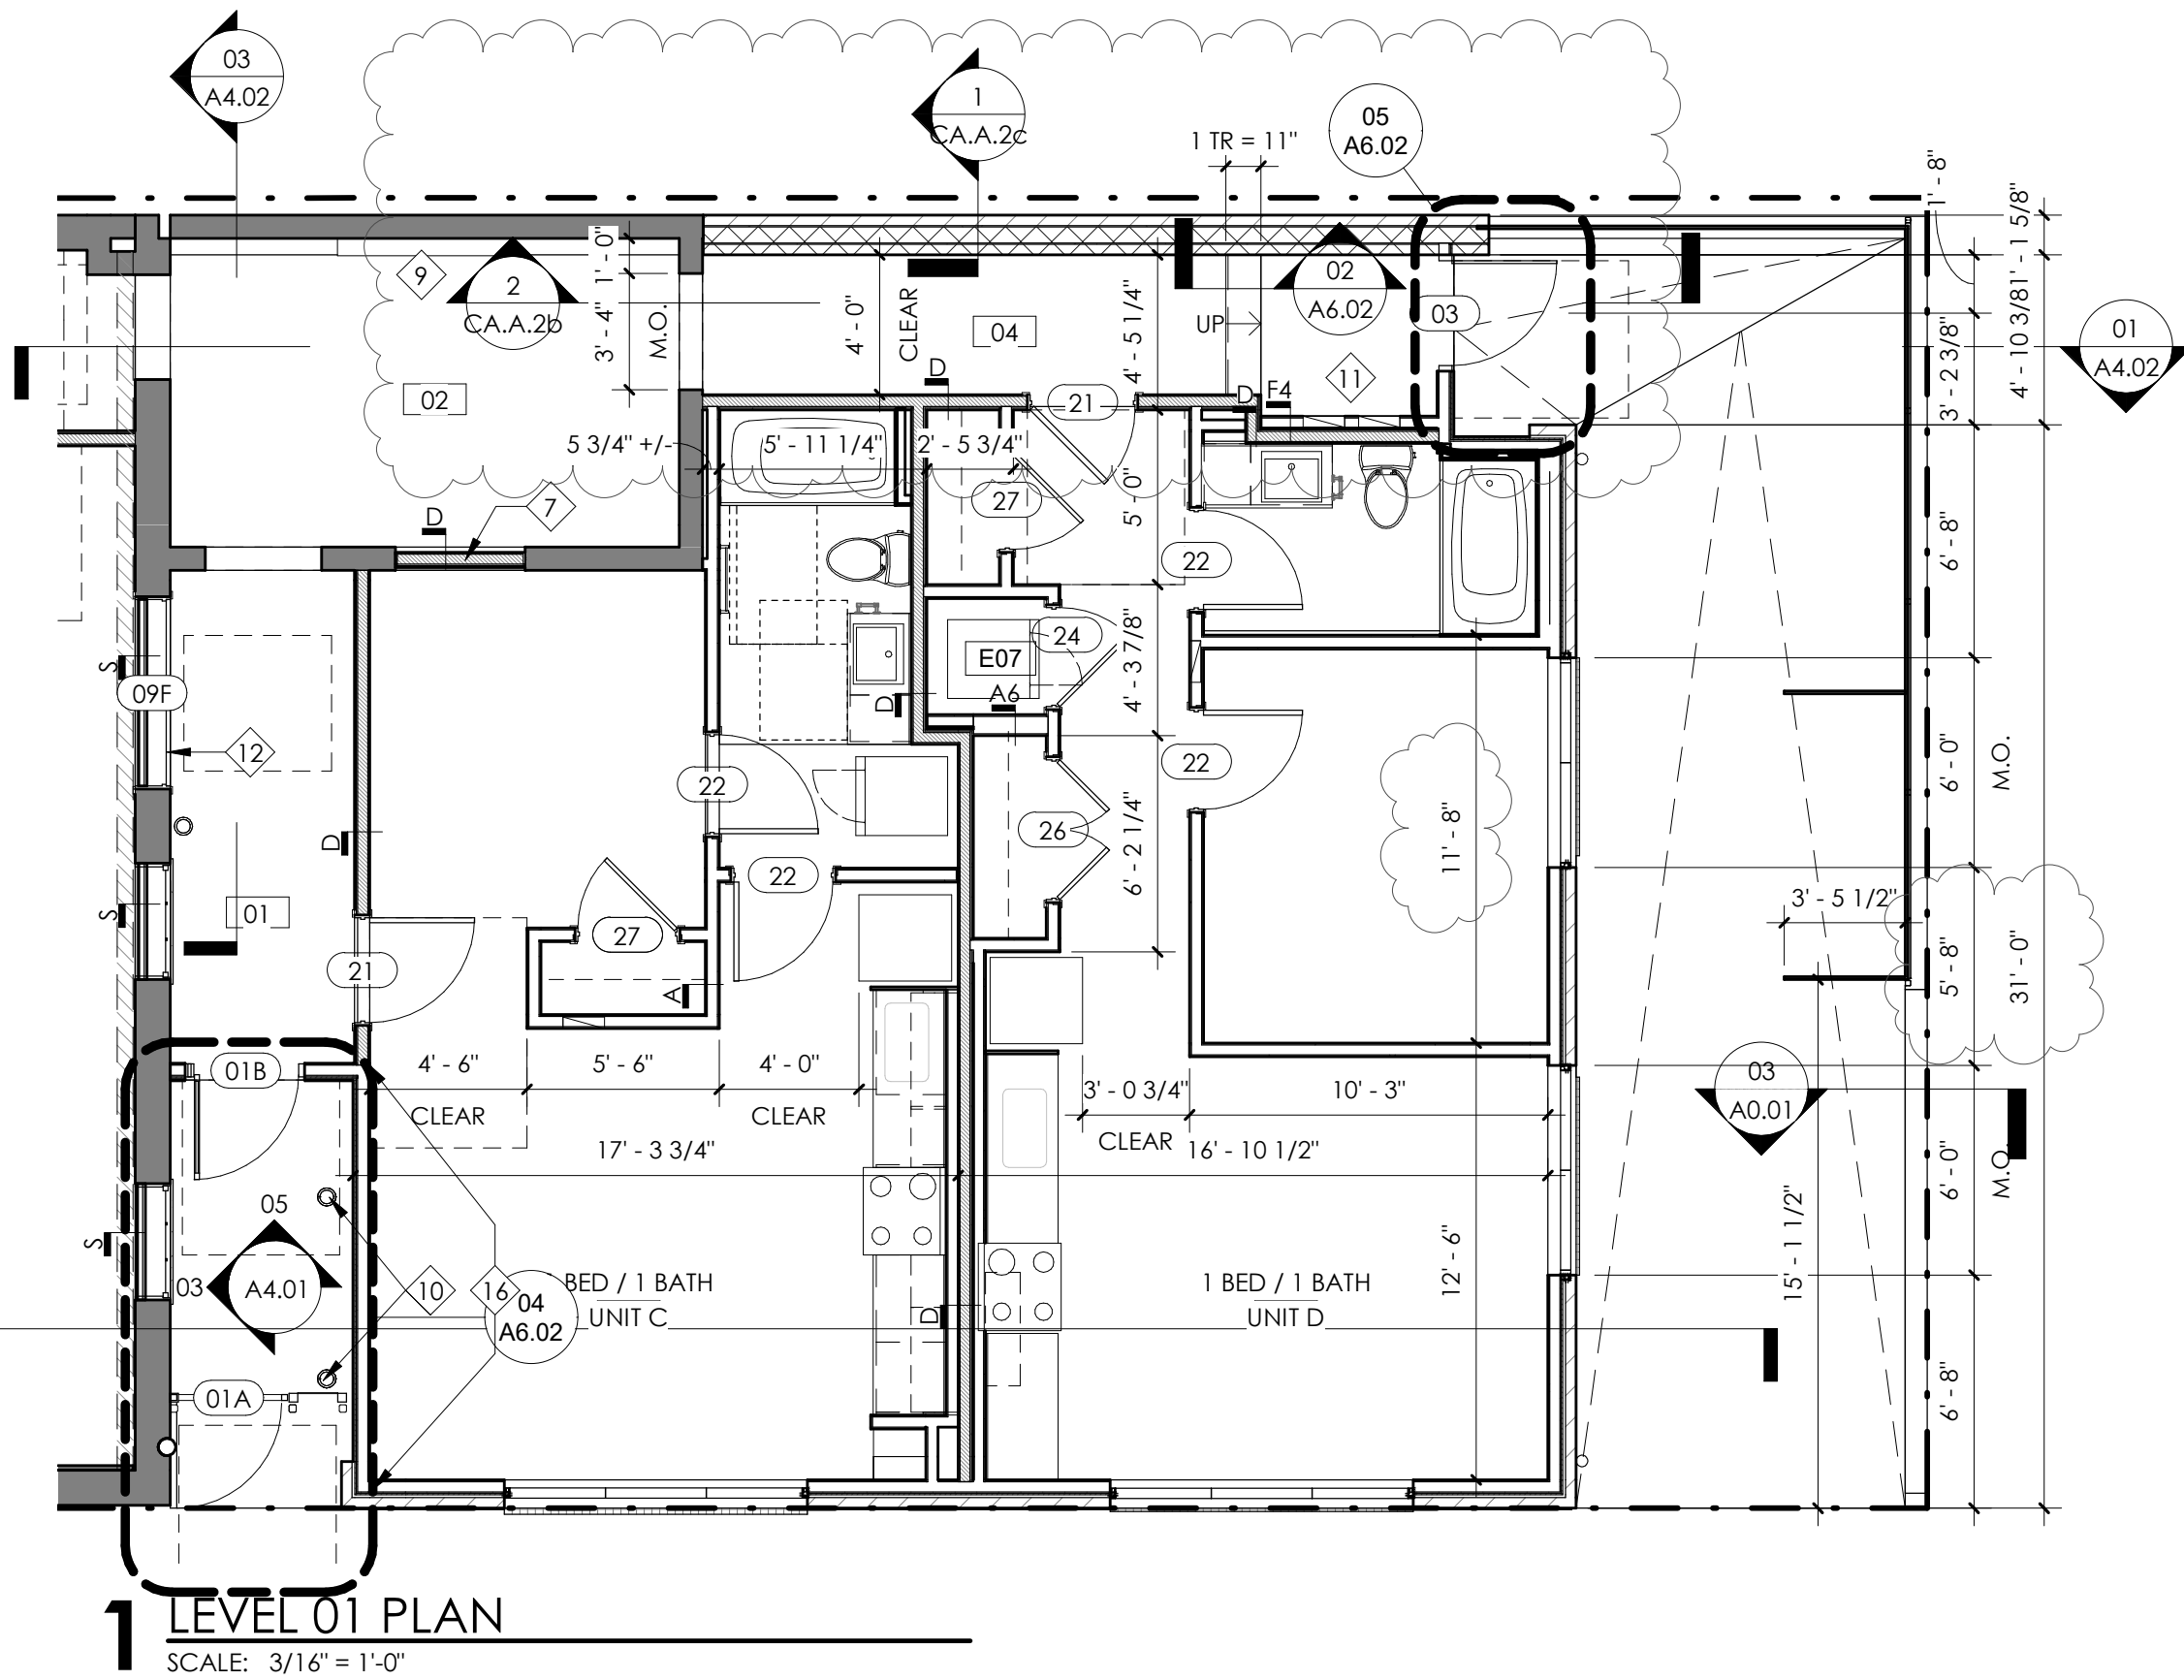 03
A4.02
1
CA.A.2c
1 TR = 11"
05
A6.02
1' - 8"
1' - 1 5/8"
4' - 10 3/8"
3' - 2 3/8"
01
A4.02
9
2
CA.A.2b
1' - 0"
3' - 4"
M.O.
4' - 0"
CLEAR
04
4' - 5 1/4"
UP
02
A6.02
03
11
02
D
21
D
F4
5 3/4" +/-
5' - 11 1/4"
2' - 5 3/4"
27
5' - 0"
7
D
22
6' - 8"
S
09F
12
24
E07
A6
4' - 3 7/8"
D
22
22
6' - 0"
M.O.
D
26
6' - 2 1/4"
11' - 8"
22
S
01
27
3' - 5 1/2"
5' - 8"
31' - 0"
21
A
01B
4' - 6"
CLEAR
5' - 6"
4' - 0"
CLEAR
3' - 0 3/4"
CLEAR
10' - 3"
03
A0.01
17' - 3 3/4"
16' - 10 1/2"
6' - 0"
M.O.
05
03
A4.01
S
10
16
04
A6.02
BED / 1 BATH
UNIT C
D
1 BED / 1 BATH
UNIT D
12' - 6"
15' - 1 1/2"
01A
6' - 8"
1
LEVEL 01 PLAN
SCALE: 3/16" = 1'-0"